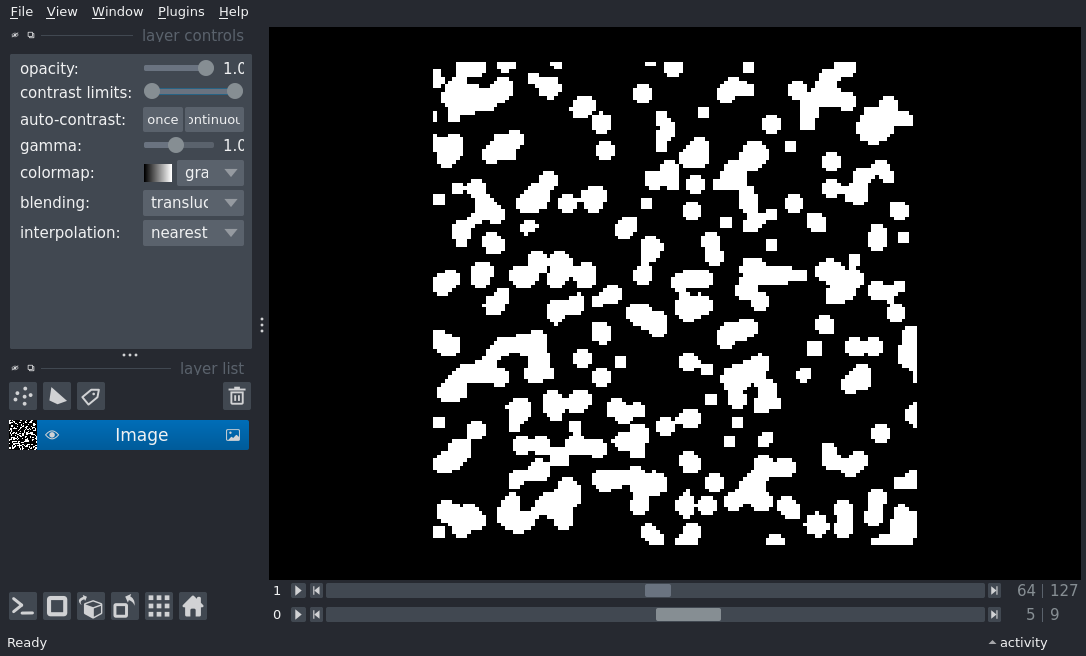 File View Window Plugins Help
layer controls
opacity: 1.0
contrast limits:
auto-contrast: once ontinuou
gamma: 1.0
colormap: gra
blending: transluc
interpolation: nearest
layer list
Image
1 64 127
0 5 9
Ready activity